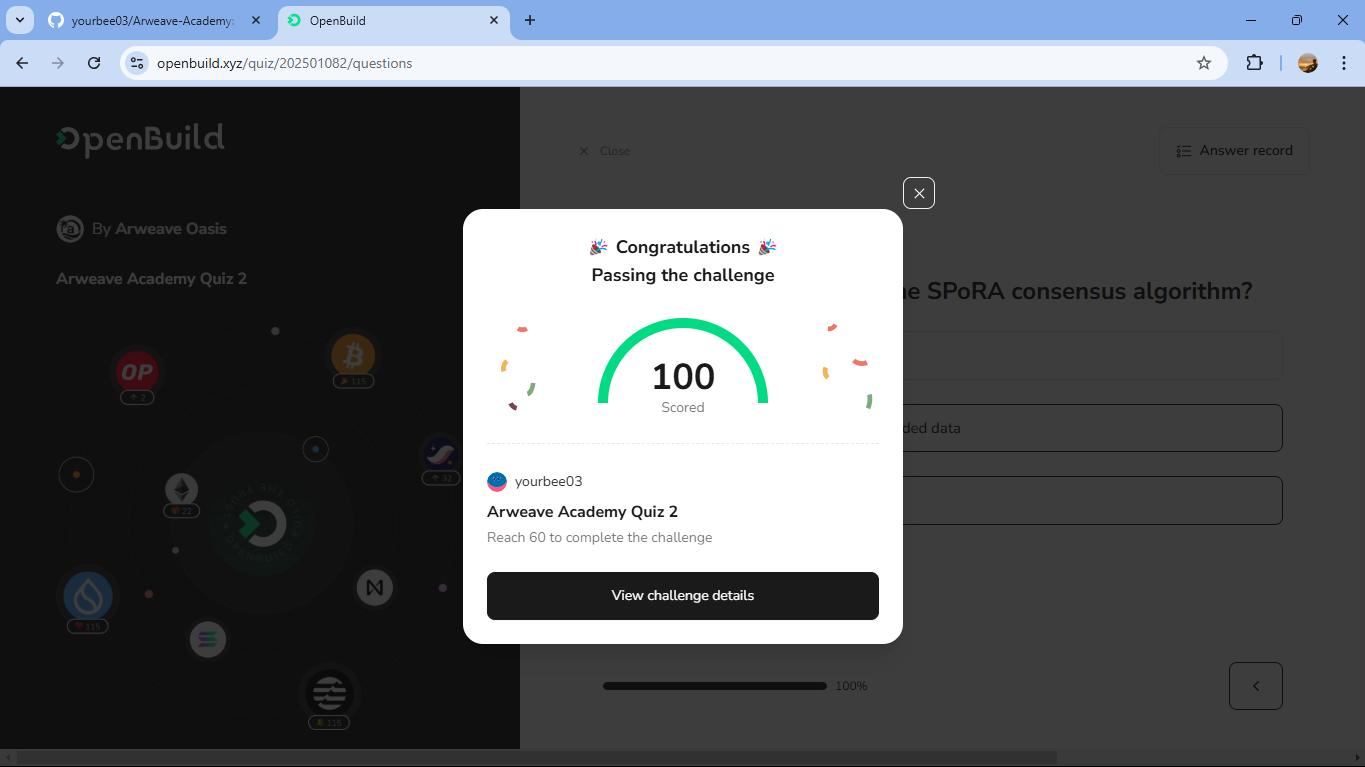 yourbee03/Arweave-Academy:
OpenBuild
openbuild.xyz/quiz/202501082/questions
OpenBuild
Close
Answer record
By Arweave Oasis
Arweave Academy Quiz 2
SPoRA consensus algorithm?
data
OP
2
115
32
22
115
115
100%
🎉 Congratulations 🎉
Passing the challenge
100
Scored
yourbee03
Arweave Academy Quiz 2
Reach 60 to complete the challenge
View challenge details